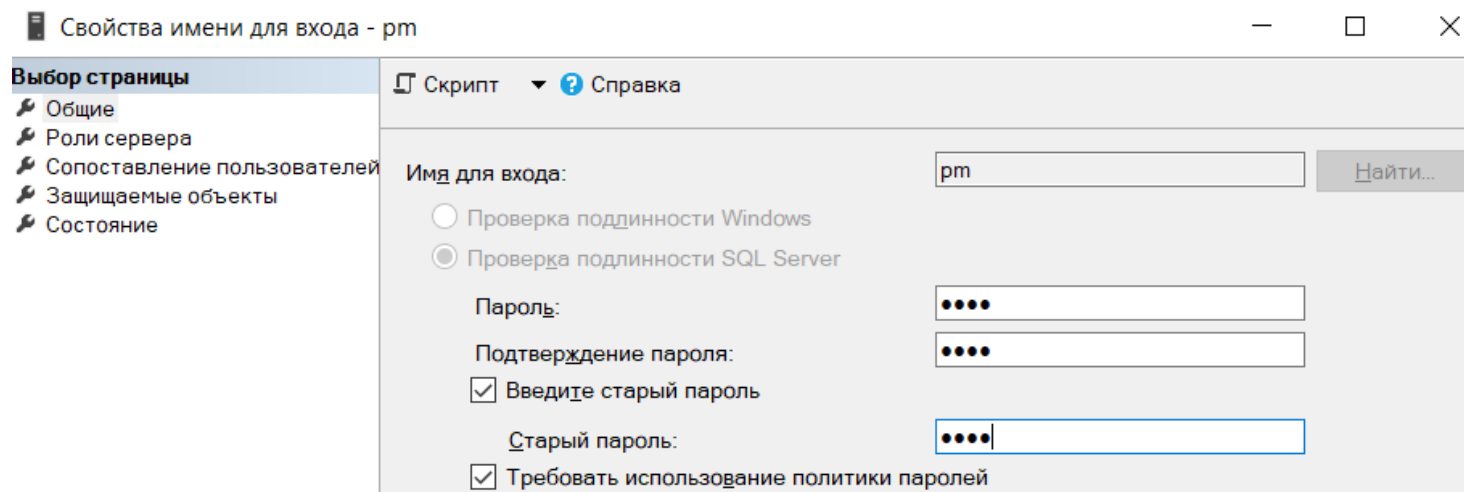 Свойства имени для входа - pm
Выбор страницы
Общие
Роли сервера
Сопоставление пользователей
Защищаемые объекты
Состояние
Скрипт Справка
Имя для входа: pm Найти...
Проверка подлинности Windows
Проверка подлинности SQL Server
Пароль: ●●●●
Подтверждение пароля: ●●●●
Введите старый пароль
Старый пароль: ●●●●
Требовать использование политики паролей